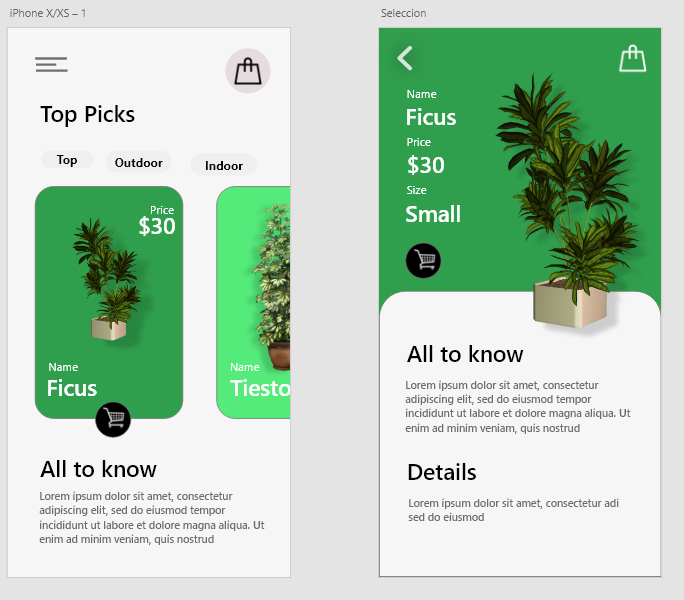 iPhone X/XS – 1
Top Picks
Top
Outdoor
Indoor
Price
$30
Name
Ficus
Name
Tiesto
All to know
Lorem ipsum dolor sit amet, consectetur
adipiscing elit, sed do eiusmod tempor
incididunt ut labore et dolore magna aliqua. Ut
enim ad minim veniam, quis nostrud
Seleccion
Name
Ficus
Price
$30
Size
Small
All to know
Lorem ipsum dolor sit amet, consectetur
adipiscing elit, sed do eiusmod tempor
incididunt ut labore et dolore magna aliqua. Ut
enim ad minim veniam, quis nostrud
Details
Lorem ipsum dolor sit amet, consectetur adi
sed do eiusmod